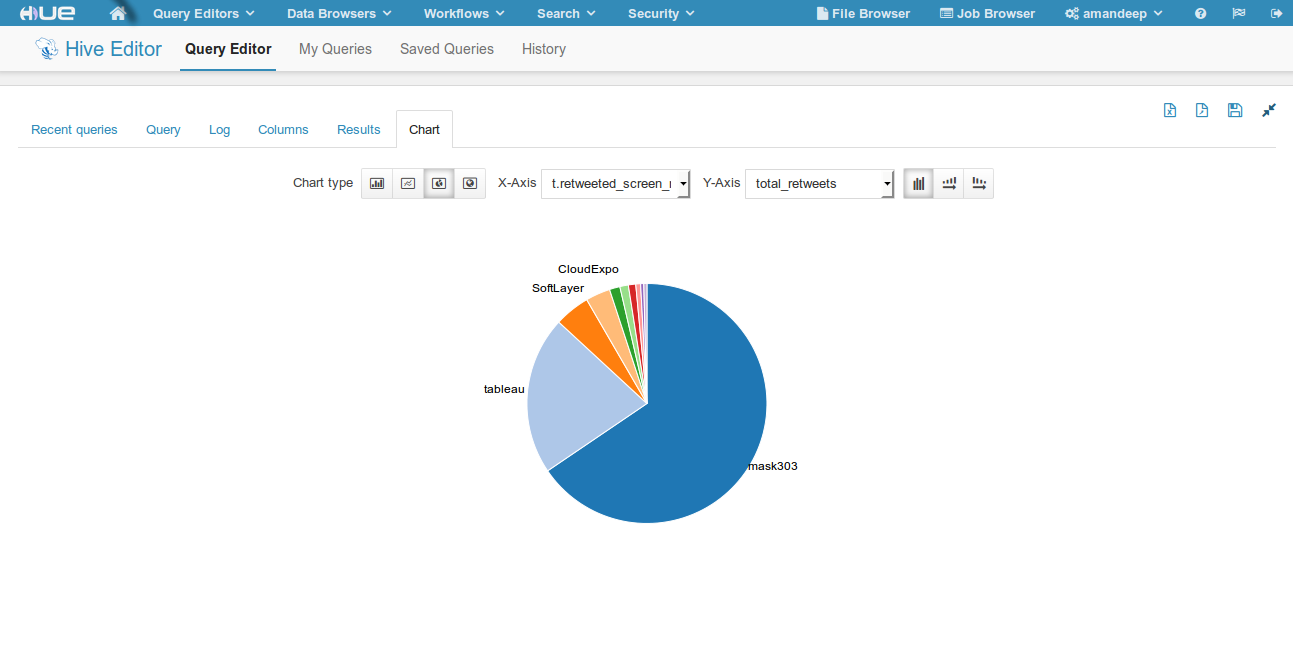 HUE Query Editors Data Browsers Workflows Search Security File Browser Job Browser amandeep
Hive Editor Query Editor My Queries Saved Queries History
Recent queries Query Log Columns Results Chart
Chart type X-Axis t.retweeted_screen_ Y-Axis total_retweets
CloudExpo
SoftLayer
tableau
mask303